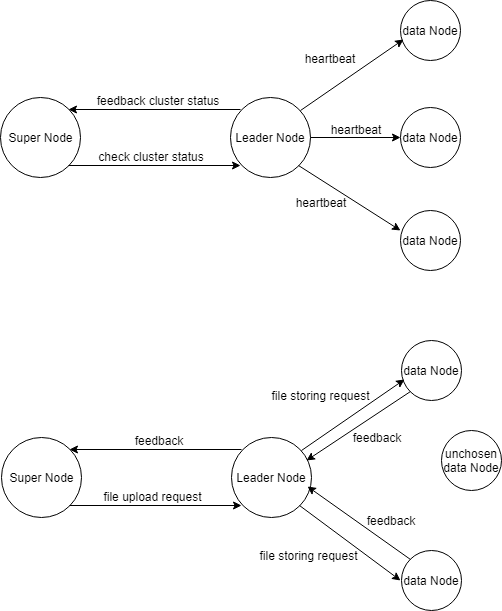 data Node
heartbeat
feedback cluster status
Super Node
Leader Node
heartbeat
data Node
check cluster status
heartbeat
data Node
data Node
file storing request
feedback
feedback
unchosen
data Node
Super Node
Leader Node
file upload request
feedback
file storing request
data Node